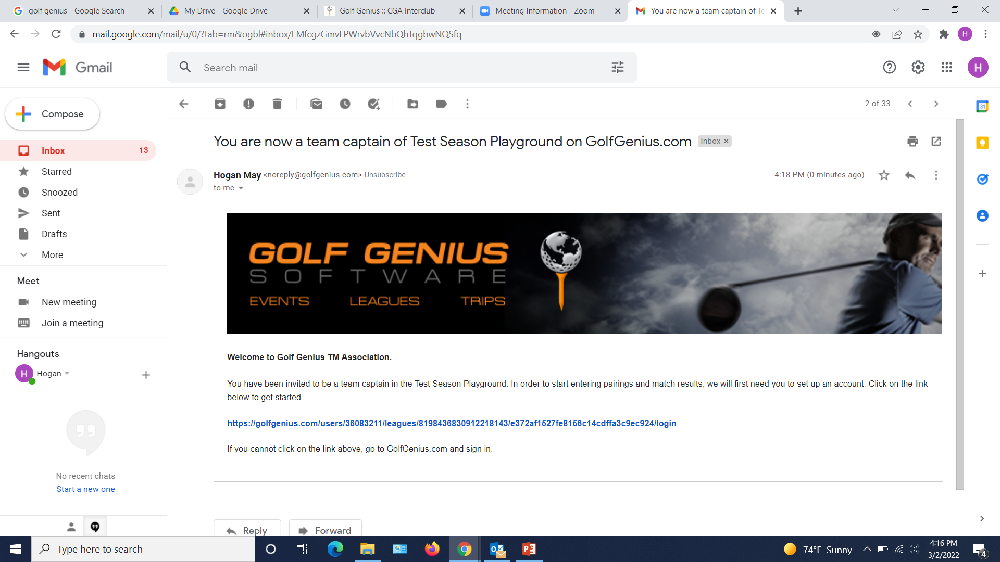 golf genius - Google Search
My Drive - Google Drive
Golf Genius :: CGA Interclub
Meeting Information - Zoom
You are now a team captain of Te
mail.google.com/mail/u/0/?tab=rm&ogbl#inbox/FMfcgzGmvLPWrvbVvcNbQhTqgbwNQSfq
H
Gmail
Search mail
H
Compose
2 of 33
31
Inbox 13
Starred
Snoozed
Sent
Drafts
More
Meet
New meeting
Join a meeting
Hangouts
H Hogan
No recent chats
Start a new one
You are now a team captain of Test Season Playground on GolfGenius.com Inbox
Hogan May <noreply@golfgenius.com> Unsubscribe
4:18 PM (0 minutes ago)
to me
GOLF GENIUS
SOFTWARE
EVENTS LEAGUES TRIPS
Welcome to Golf Genius TM Association.
You have been invited to be a team captain in the Test Season Playground. In order to start entering pairings and match results, we will first need you to set up an account. Click on the link
below to get started.
https://golfgenius.com/users/36083211/leagues/8198436830912218143/e372af1527fe8156c14cdffa3c9ec924/login
If you cannot click on the link above, go to GolfGenius.com and sign in.
Reply
Forward
Type here to search
74°F Sunny
4:16 PM
3/2/2022
4